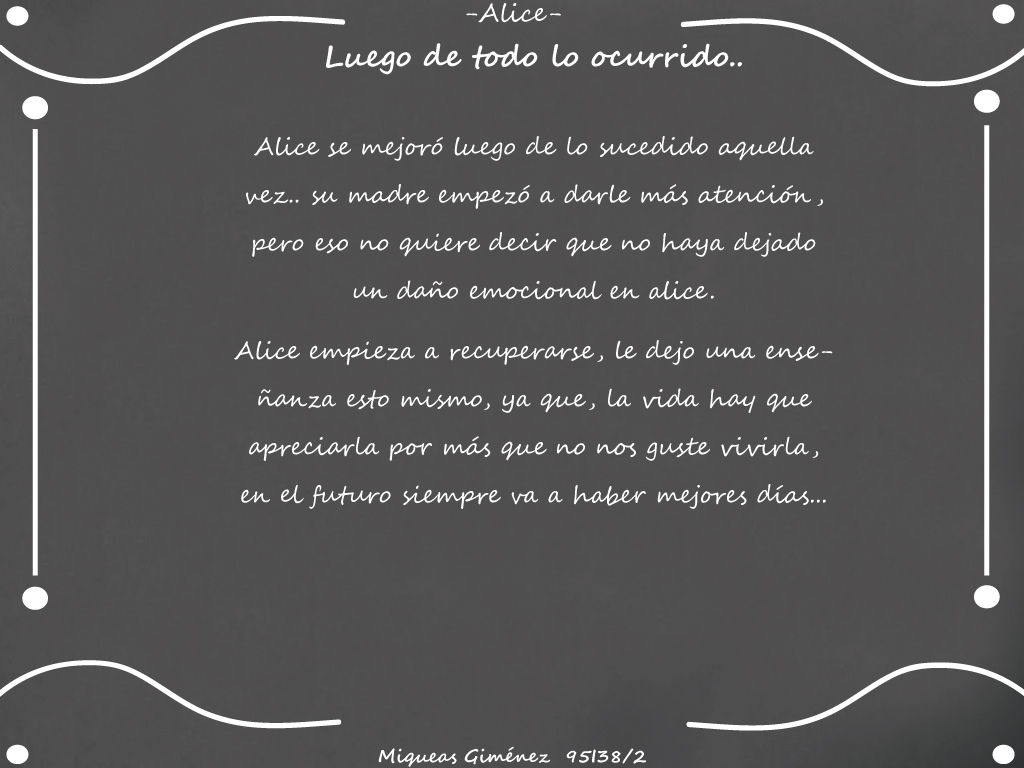 -Alice-
Luego de todo lo ocurrido..
Alice se mejoró luego de lo sucedido aquella
vez.. su madre empezó a darle más atención,
pero eso no quiere decir que no haya dejado
un daño emocional en alice.
Alice empieza a recuperarse, le dejo una ense-
ñanza esto mismo, ya que, la vida hay que
apreciarla por más que no nos guste vivirla,
en el futuro siempre va a haber mejores días...
Miqueas Giménez 95138/2